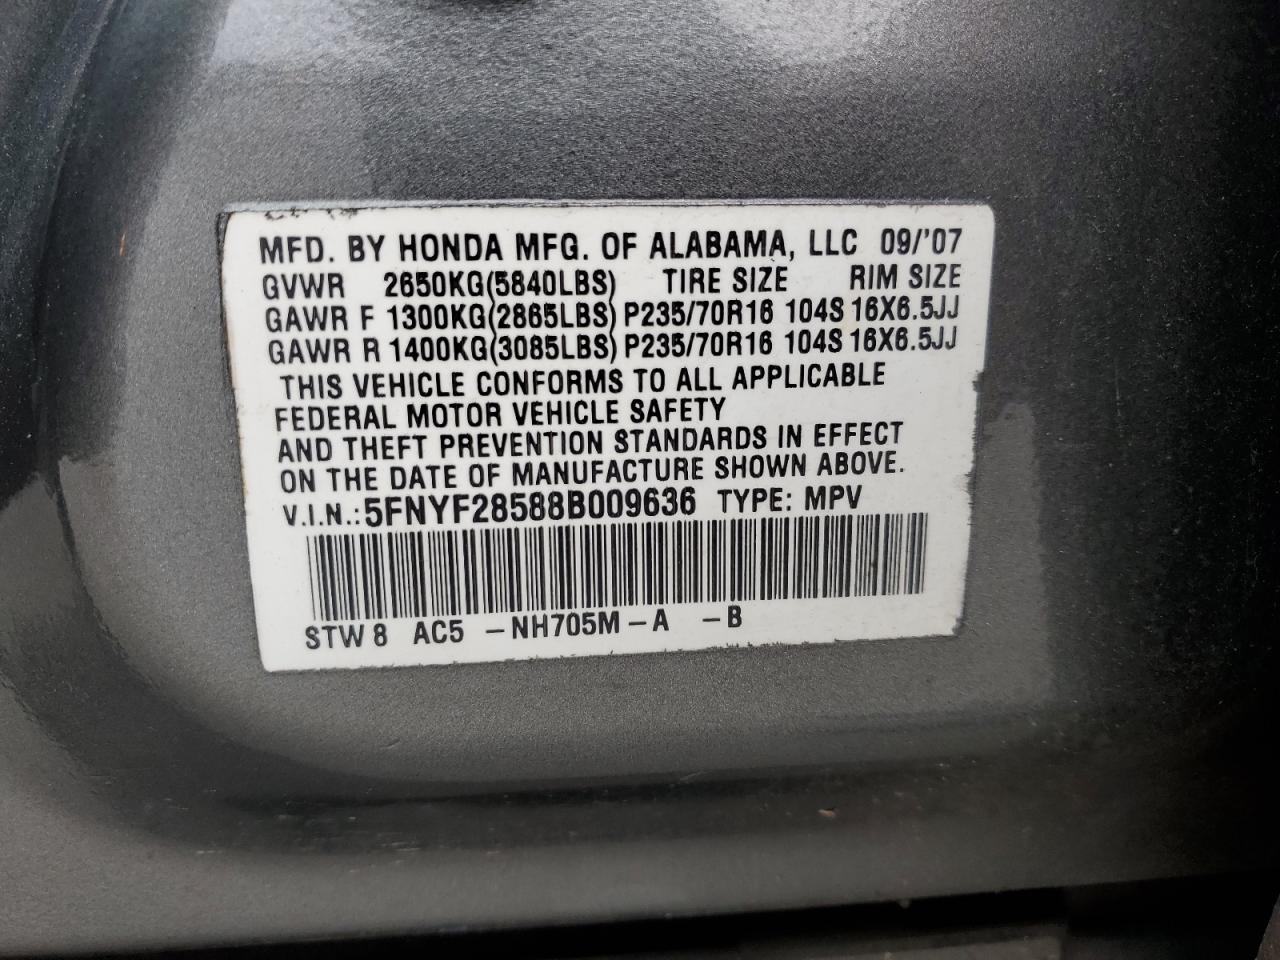 MFD. BY HONDA MFG. OF ALABAMA, LLC 09/'07
GVWR 2650KG(5840LBS) TIRE SIZE RIM SIZE
GAWR F 1300KG(2865LBS) P235/70R16 104S 16X6.5JJ
GAWR R 1400KG(3085LBS) P235/70R16 104S 16X6.5JJ
THIS VEHICLE CONFORMS TO ALL APPLICABLE
FEDERAL MOTOR VEHICLE SAFETY
AND THEFT PREVENTION STANDARDS IN EFFECT
ON THE DATE OF MANUFACTURE SHOWN ABOVE.
V.I.N.: 5FNYF28588B009636 TYPE: MPV
STW 8 AC5 -NH705M-A -B